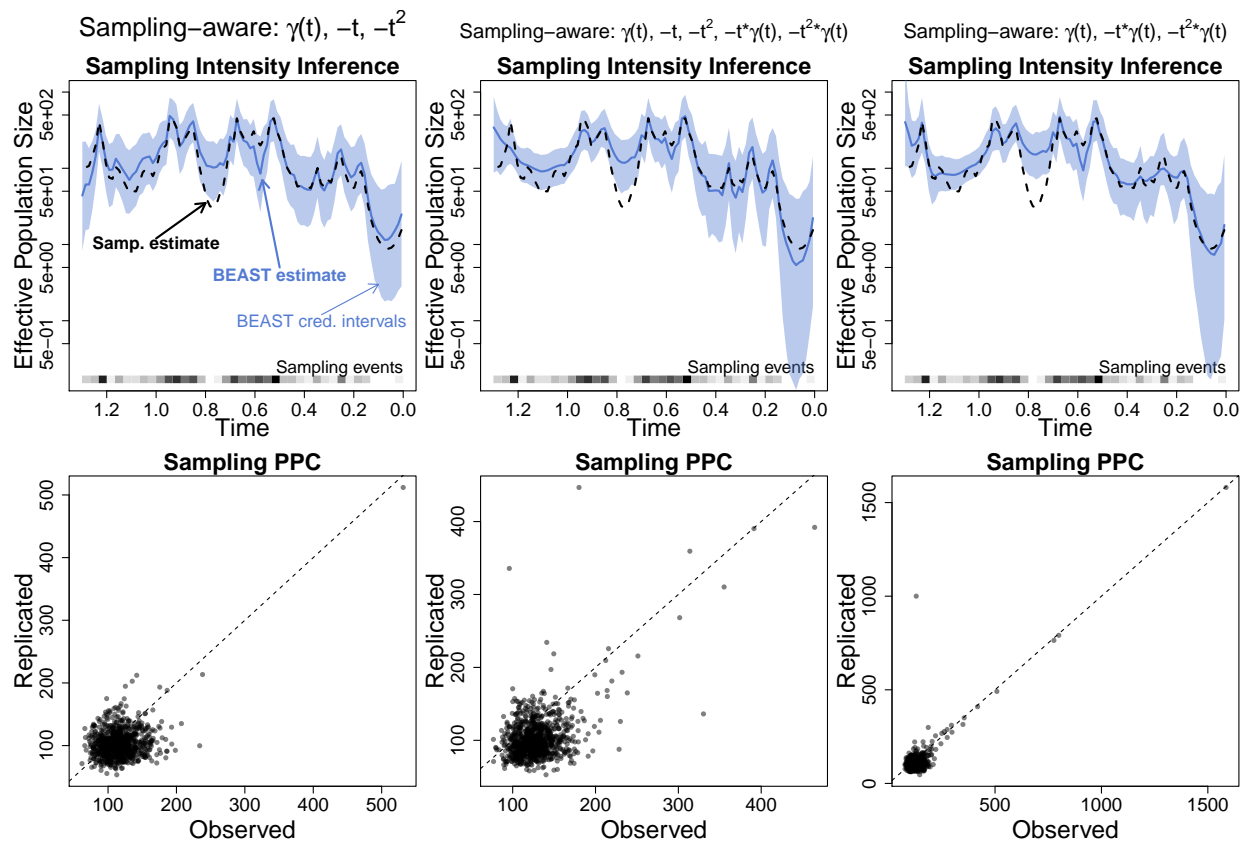 Sampling−aware: γ(t), −t, −t²
Sampling−aware: γ(t), −t, −t², −t*γ(t), −t²*γ(t)
Sampling−aware: γ(t), −t*γ(t), −t²*γ(t)
Sampling Intensity Inference
Sampling Intensity Inference
Sampling Intensity Inference
Effective Population Size
5e−01 5e+00 5e+01 5e+02
Samp. estimate
BEAST estimate
BEAST cred. intervals
Sampling events
1.2 1.0 0.8 0.6 0.4 0.2 0.0
Time
Effective Population Size
5e−01 5e+00 5e+01 5e+02
Sampling events
1.2 1.0 0.8 0.6 0.4 0.2 0.0
Time
Effective Population Size
5e−01 5e+00 5e+01 5e+02
Sampling events
1.2 1.0 0.8 0.6 0.4 0.2 0.0
Time
Sampling PPC
Sampling PPC
Sampling PPC
Replicated
100 200 300 400 500
100 200 300 400 500
Observed
Replicated
100 200 300 400
100 200 300 400
Observed
Replicated
0 500 1000 1500
500 1000 1500
Observed